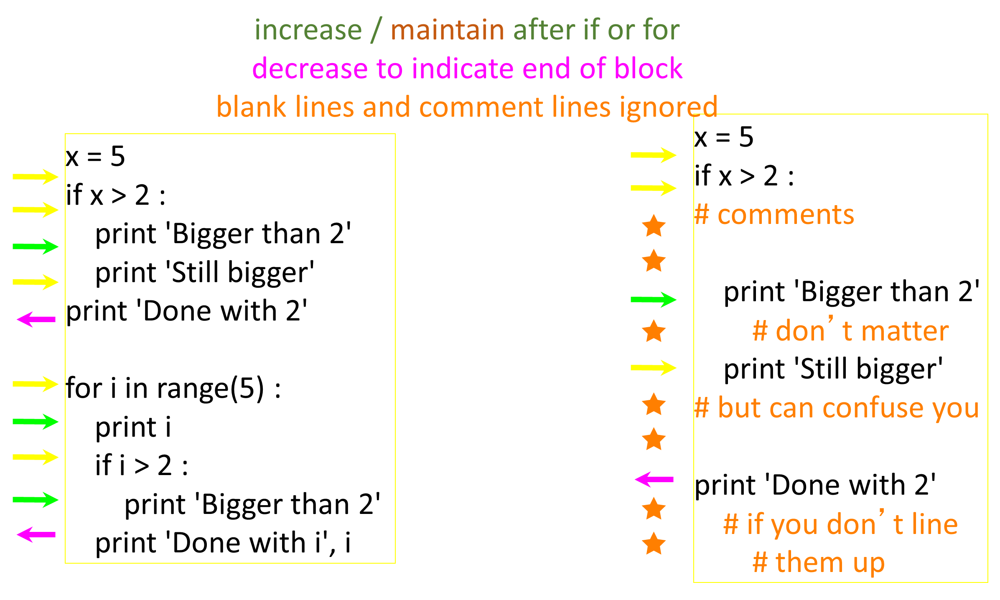 increase / maintain after if or for
decrease to indicate end of block
blank lines and comment lines ignored
x = 5
if x > 2 :
    print 'Bigger than 2'
    print 'Still bigger'
print 'Done with 2'
for i in range(5) :
    print i
    if i > 2 :
        print 'Bigger than 2'
    print 'Done with i', i
x = 5
if x > 2 :
# comments
    print 'Bigger than 2'
        # don’t matter
    print 'Still bigger'
# but can confuse you
print 'Done with 2'
    # if you don’t line
        # them up